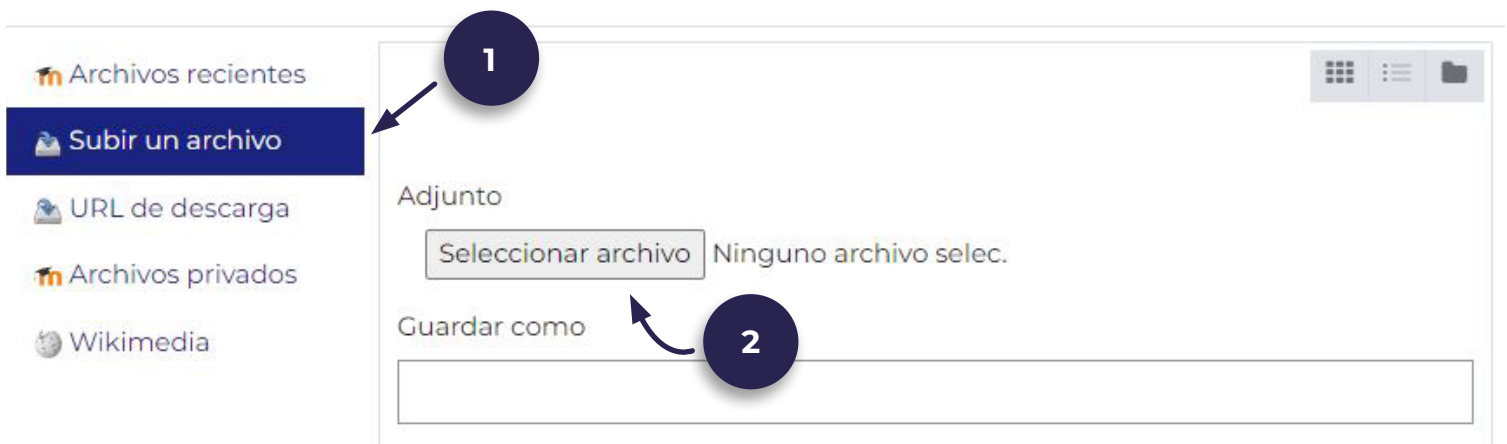 Archivos recientes
Subir un archivo
URL de descarga
Archivos privados
Wikimedia
1
Adjunto
Seleccionar archivo Ninguno archivo selec.
2
Guardar como